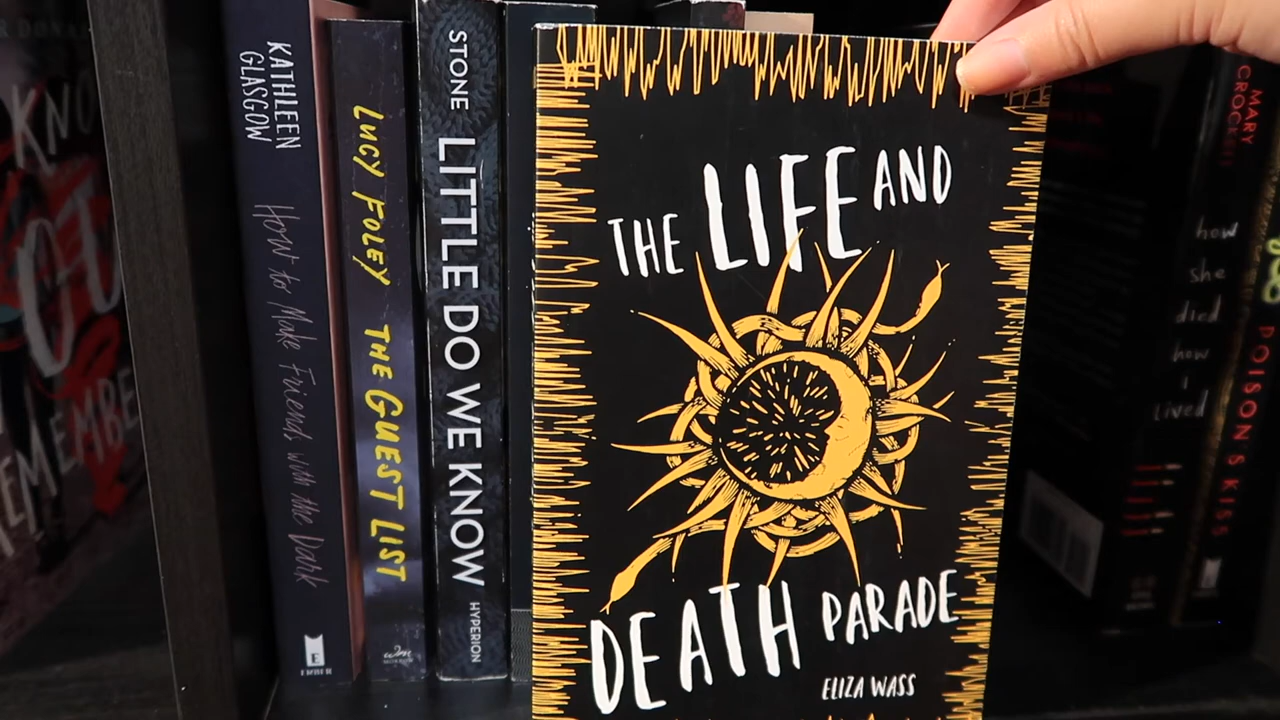 KATHLEEN
GLASGOW
How to Make Friends with the Dark
E
EMBER
LUCY FOLEY THE GUEST LIST
STONE LITTLE DO WE KNOW HYPERION
THE LIFE AND
DEATH PARADE
ELIZA WASS
how
she
died
how
i
lived
MARY
POISON'S KISS